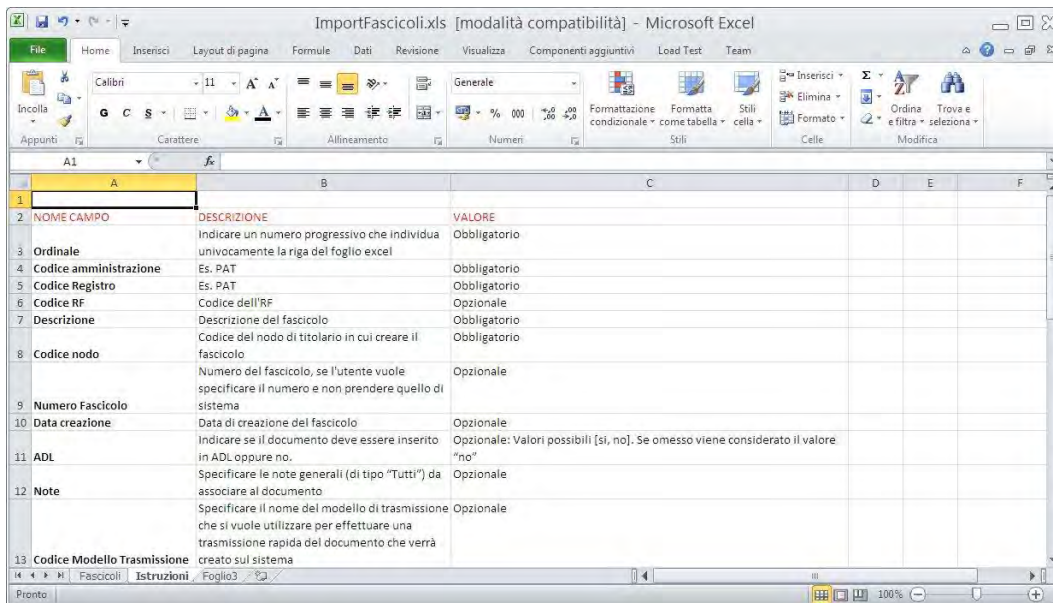 ImportFascicoli.xls [modalità compatibilità] - Microsoft Excel
File Home Inserisci Layout di pagina Formule Dati Revisione Visualizza Componenti aggiuntivi Load Test Team
Incolla
Calibri 11 A A
G C S A
Generale
% 000
Formattazione condizionale
Formatta come tabella
Stili cella
Inserisci
Elimina
Formato
Σ
Ordina e filtra
Trova e seleziona
Appunti Carattere Allineamento Numeri Stili Celle Modifica
A1 fx
A B C D E F
1
2 NOME CAMPO DESCRIZIONE VALORE
Indicare un numero progressivo che individua Obbligatorio
3 Ordinale univocamente la riga del foglio excel
4 Codice amministrazione Es. PAT Obbligatorio
5 Codice Registro Es. PAT Obbligatorio
6 Codice RF Codice dell'RF Opzionale
7 Descrizione Descrizione del fascicolo Obbligatorio
Codice del nodo di titolario in cui creare il Obbligatorio
8 Codice nodo fascicolo
Numero del fascicolo, se l'utente vuole Opzionale
specificare il numero e non prendere quello di
9 Numero Fascicolo sistema
10 Data creazione Data di creazione del fascicolo Opzionale
Indicare se il documento deve essere inserito Opzionale: Valori possibili [si, no]. Se omesso viene considerato il valore
11 ADL in ADL oppure no. "no"
Specificare le note generali (di tipo "Tutti") da Opzionale
12 Note associare al documento
Specificare il nome del modello di trasmissione Opzionale
che si vuole utilizzare per effettuare una
trasmissione rapida del documento che verrà
13 Codice Modello Trasmissione creato sul sistema
Fascicoli Istruzioni Foglio3
Pronto 100%